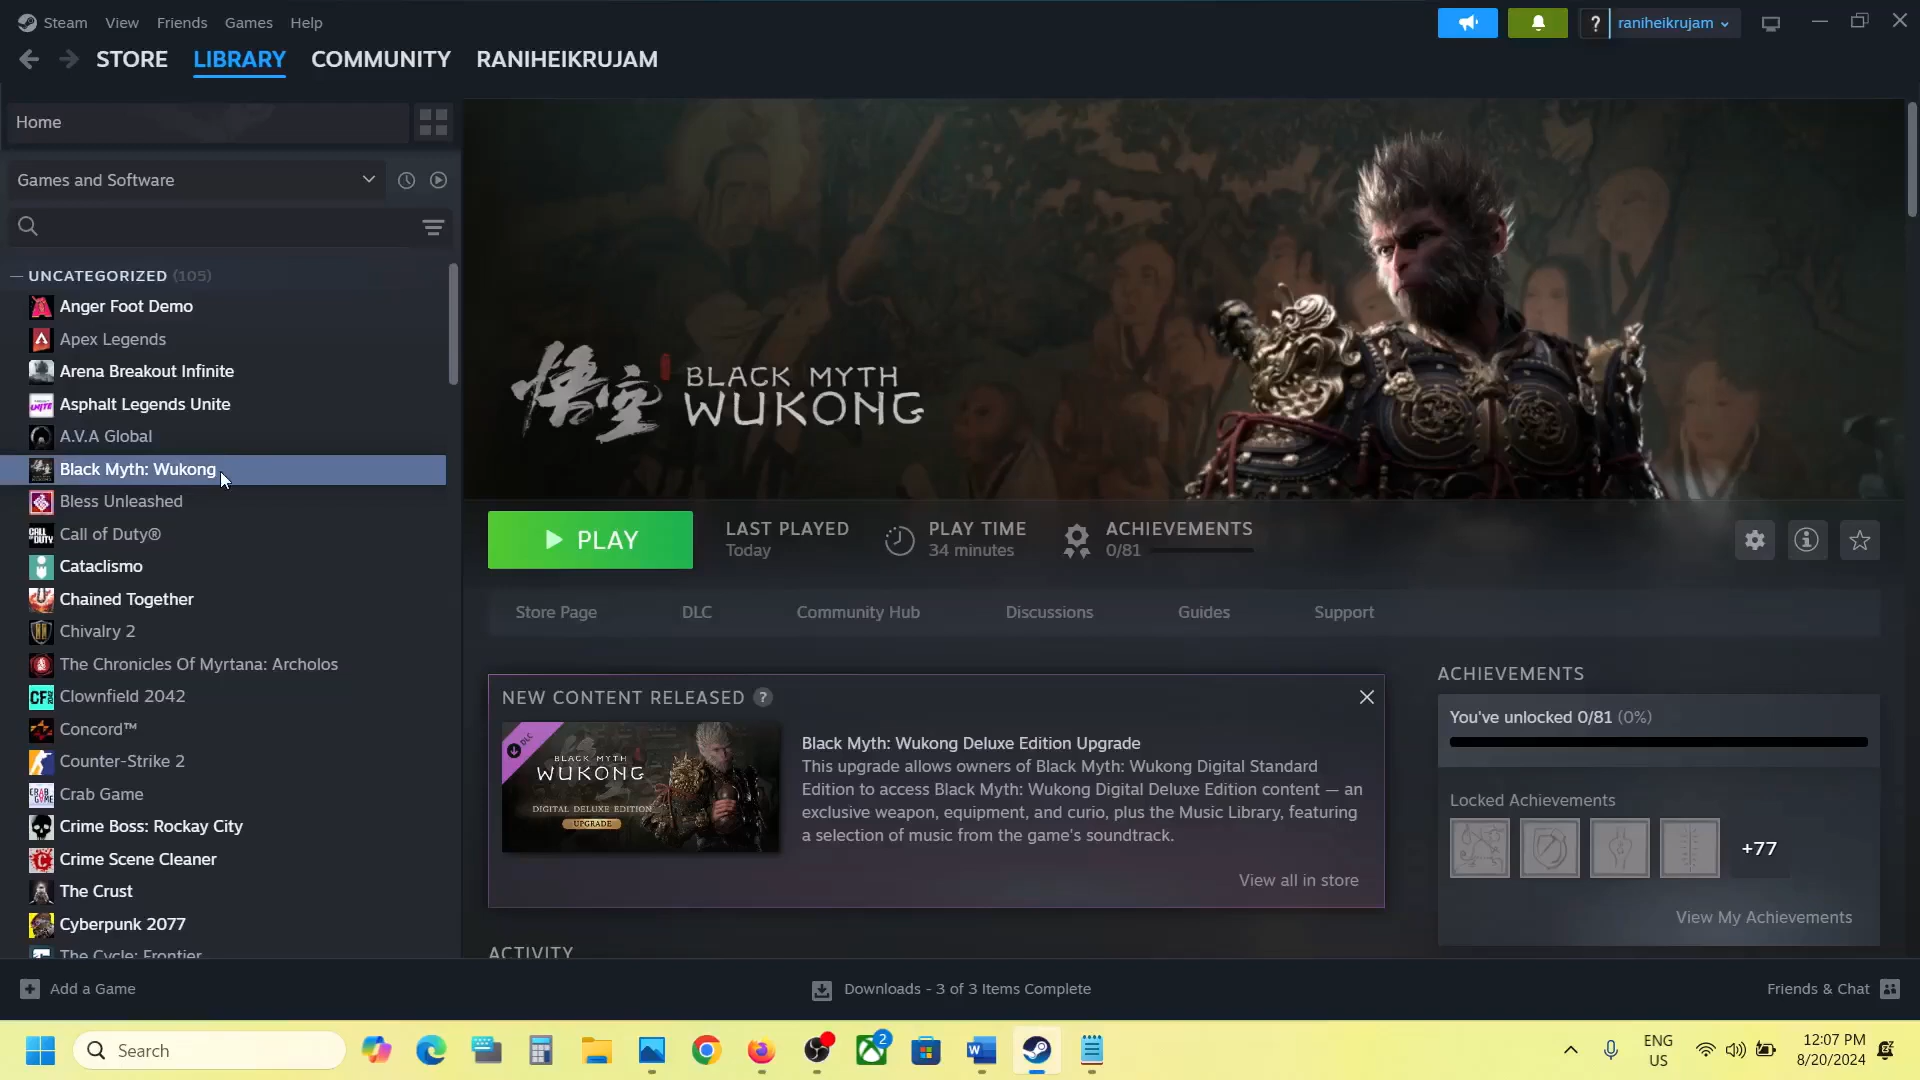 Steam View Friends Games Help
? raniheikrujam
STORE LIBRARY COMMUNITY RANIHEIKRUJAM
Home
Games and Software
UNCATEGORIZED (105)
Anger Foot Demo
Apex Legends
Arena Breakout Infinite
Asphalt Legends Unite
A.V.A Global
Black Myth: Wukong
Bless Unleashed
Call of Duty®
Cataclismo
Chained Together
Chivalry 2
The Chronicles Of Myrtana: Archolos
Clownfield 2042
Concord™
Counter-Strike 2
Crab Game
Crime Boss: Rockay City
Crime Scene Cleaner
The Crust
Cyberpunk 2077
The Cycle: Frontier
悟空
BLACK MYTH
WUKONG
PLAY
LAST PLAYED
Today
PLAY TIME
34 minutes
ACHIEVEMENTS
0/81
Store Page DLC Community Hub Discussions Guides Support
NEW CONTENT RELEASED ?
DLC
BLACK MYTH
WUKONG
DIGITAL DELUXE EDITION
UPGRADE
Black Myth: Wukong Deluxe Edition Upgrade
This upgrade allows owners of Black Myth: Wukong Digital Standard
Edition to access Black Myth: Wukong Digital Deluxe Edition content — an
exclusive weapon, equipment, and curio, plus the Music Library, featuring
a selection of music from the game's soundtrack.
View all in store
ACTIVITY
ACHIEVEMENTS
You've unlocked 0/81 (0%)
Locked Achievements
+77
View My Achievements
Add a Game
Downloads - 3 of 3 Items Complete
Friends & Chat
Search
2
ENG
US
12:07 PM
8/20/2024